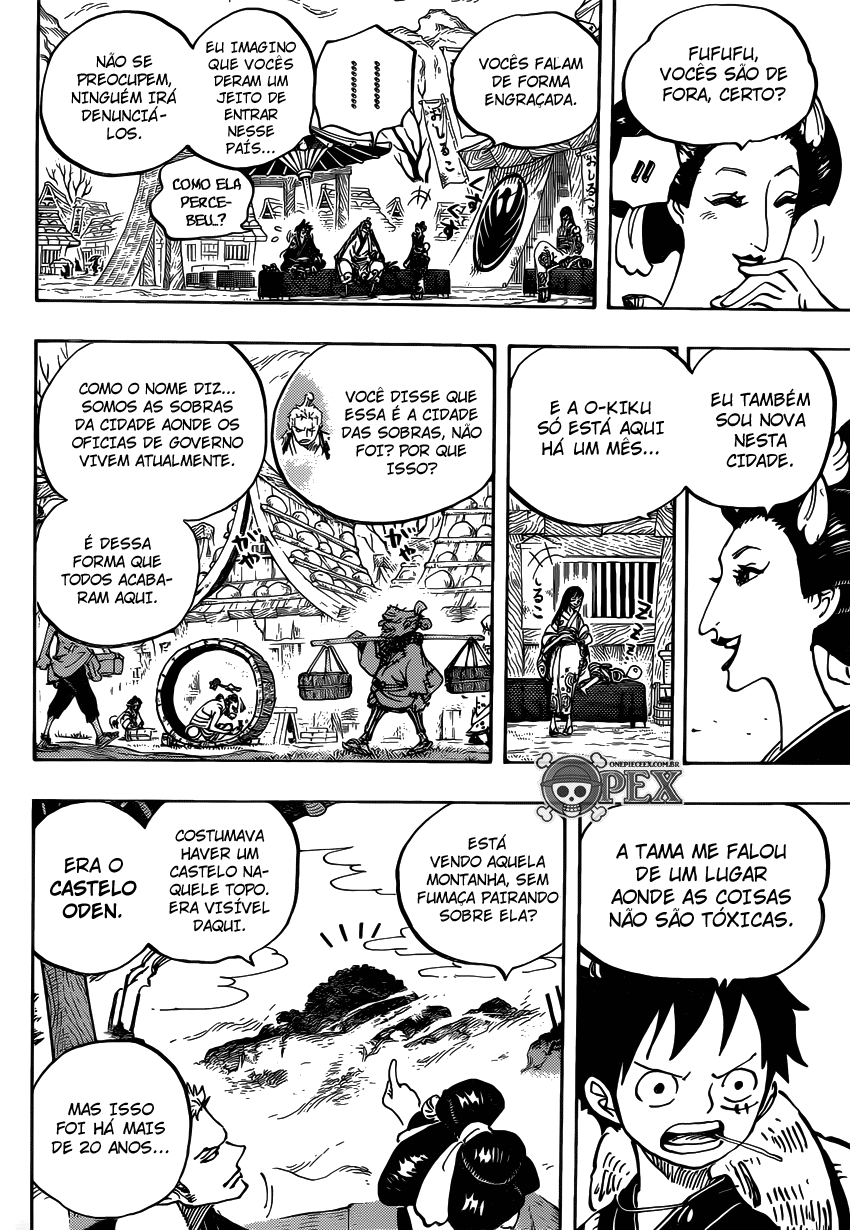 FUFUFU,
VOCÊS SÃO DE
FORA, CERTO?
!!
VOCÊS FALAM
DE FORMA
ENGRAÇADA.
EU IMAGINO
QUE VOCÊS
DERAM UM
JEITO DE
ENTRAR
NESSE
PAÍS...
NÃO SE
PREOCUPEM,
NINGUÉM IRÁ
DENUNCIÁ-
LOS.
COMO ELA
PERCE-
BEU..?
おしるこ
EU TAMBÉM
SOU NOVA
NESTA
CIDADE.
E A O-KIKU
SÓ ESTÁ AQUI
HÁ UM MÊS...
VOCÊ DISSE QUE
ESSA É A CIDADE
DAS SOBRAS, NÃO
FOI? POR QUE
ISSO?
COMO O NOME DIZ...
SOMOS AS SOBRAS
DA CIDADE AONDE OS
OFICIAS DE GOVERNO
VIVEM ATUALMENTE.
É DESSA
FORMA QUE
TODOS ACABA-
RAM AQUI.
ONEPIECEEX.COM.BR
OPEX
A TAMA ME FALOU
DE UM LUGAR
AONDE AS COISAS
NÃO SÃO TÓXICAS.
ESTÁ
VENDO AQUELA
MONTANHA, SEM
FUMAÇA PAIRANDO
SOBRE ELA?
COSTUMAVA
HAVER UM
CASTELO NA-
QUELE TOPO.
ERA VISÍVEL
DAQUI.
ERA O
CASTELO
ODEN.
MAS ISSO
FOI HÁ MAIS
DE 20 ANOS...